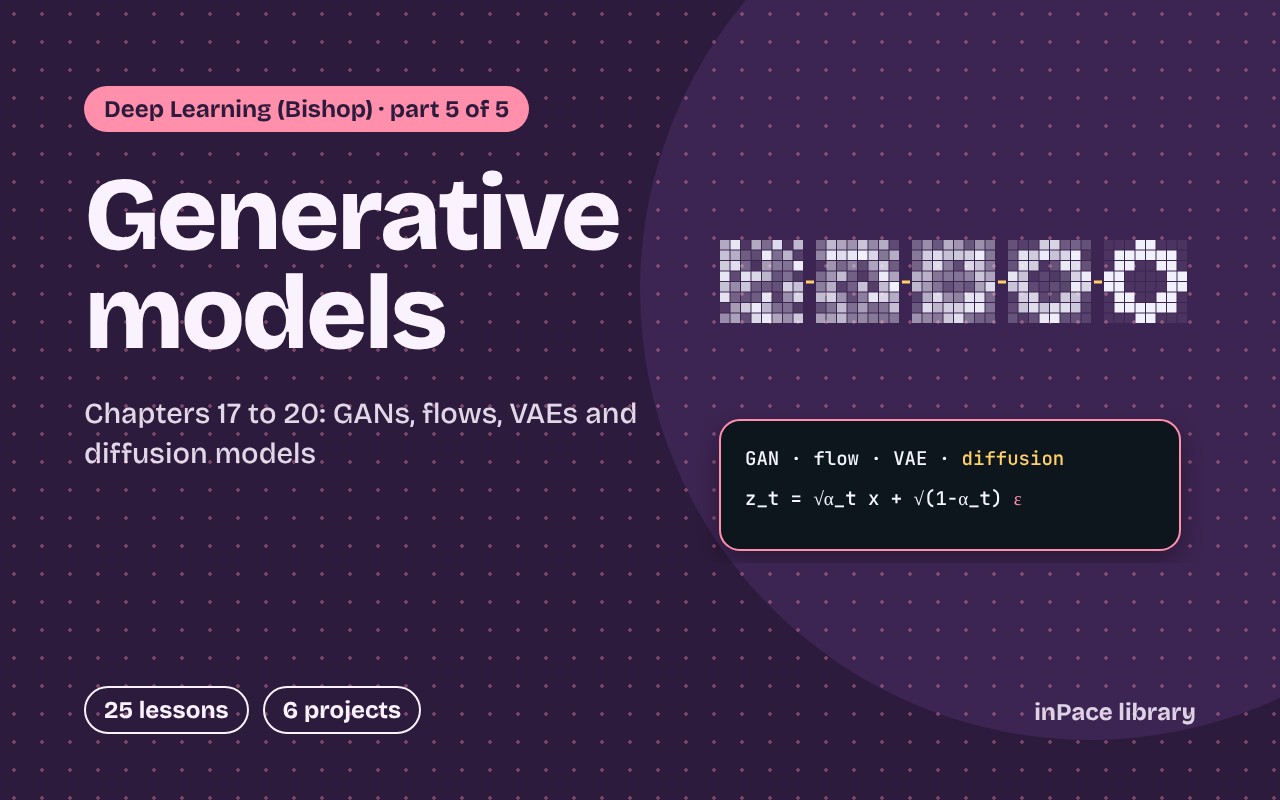 Deep Learning (Bishop) · part 5 of 5
Generative
models
Chapters 17 to 20: GANs, flows, VAEs and
diffusion models
GAN · flow · VAE · diffusion
z_t = √α_t x + √(1-α_t) ε
25 lessons
6 projects
inPace library